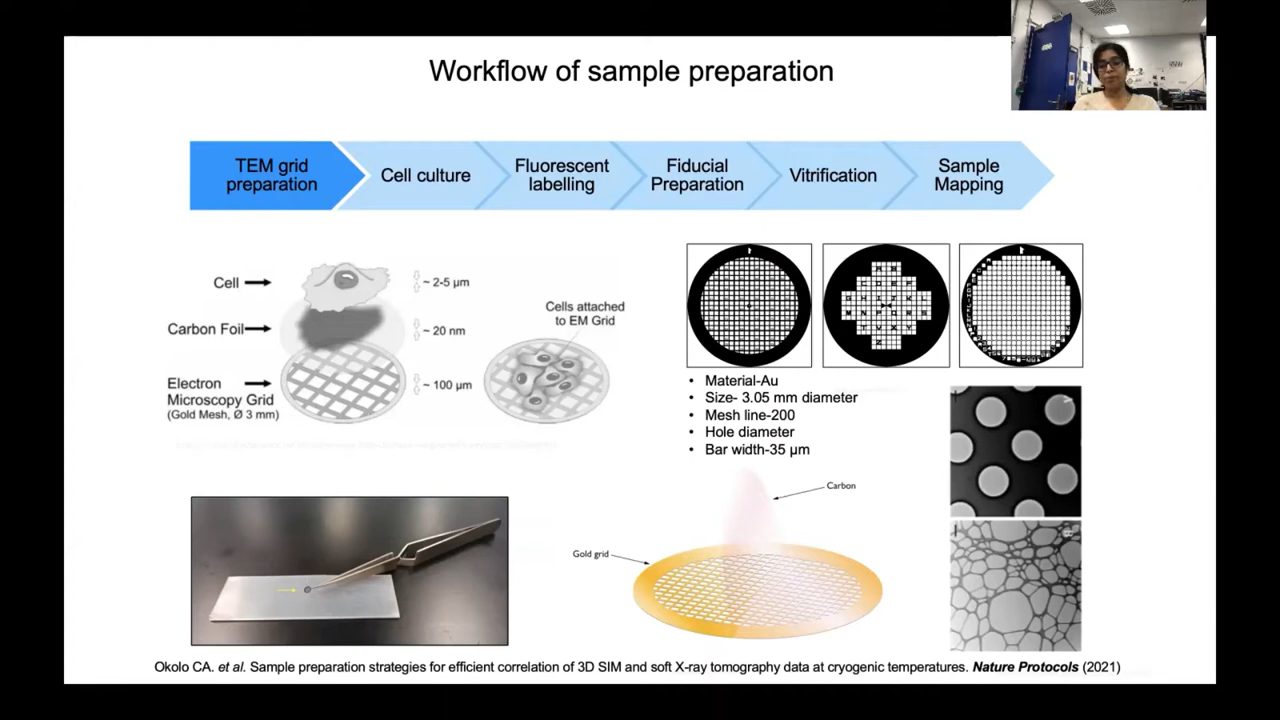 Workflow of sample preparation
TEM grid
preparation
Cell culture
Fluorescent
labelling
Fiducial
Preparation
Vitrification
Sample
Mapping
Cell
~ 2-5 µm
Carbon Foil
~ 20 nm
Electron
Microscopy Grid
(Gold Mesh, Ø 3 mm)
~ 100 µm
Cells attached
to EM Grid
• Material-Au
• Size- 3.05 mm diameter
• Mesh line-200
• Hole diameter
• Bar width-35 µm
Carbon
Gold grid
Okolo CA. et al. Sample preparation strategies for efficient correlation of 3D SIM and soft X-ray tomography data at cryogenic temperatures. Nature Protocols (2021)